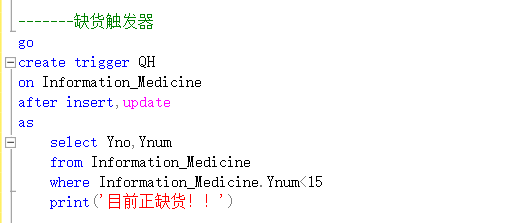 -------缺货触发器
go
create trigger QH
on Information_Medicine
after insert,update
as
select Yno,Ynum
from Information_Medicine
where Information_Medicine.Ynum<15
print('目前正缺货！！')